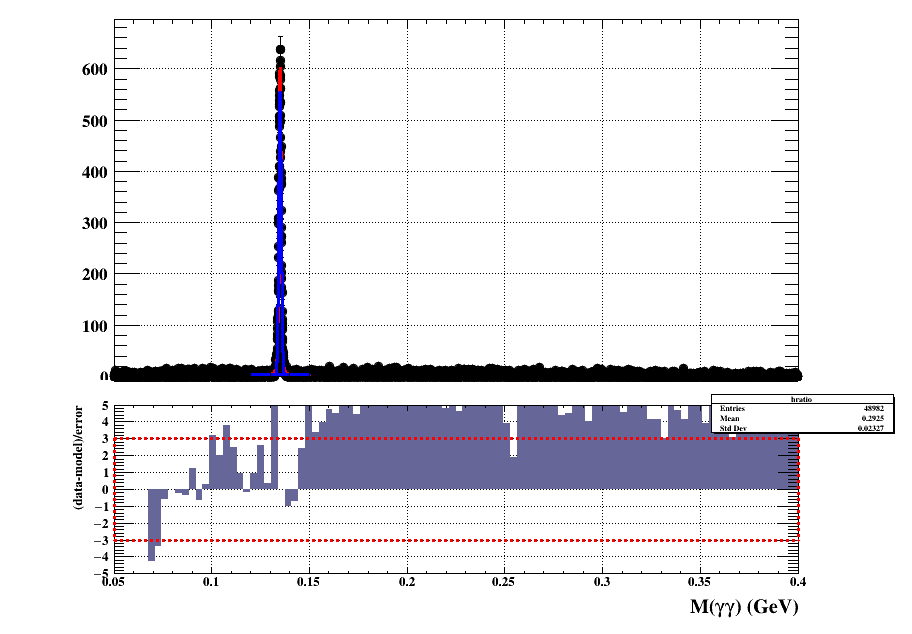 600
500
400
300
200
100
0
hratio
Entries 48982
Mean 0.2925
Std Dev 0.02327
(data-model)/error
5
4
3
2
1
0
−1
−2
−3
−4
−5
0.05 0.1 0.15 0.2 0.25 0.3 0.35 0.4
M(γγ) (GeV)